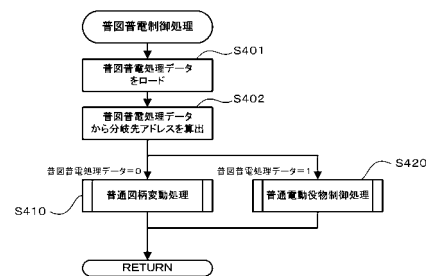 普図普電制御処理
S401
普図普電処理データ
をロード
S402
普図普電処理データ
から分岐先アドレスを算出
普図普電処理データ=0
普図普電処理データ=1
S420
普通図柄変動処理
普通電動役物制御処理
S410
RETURN